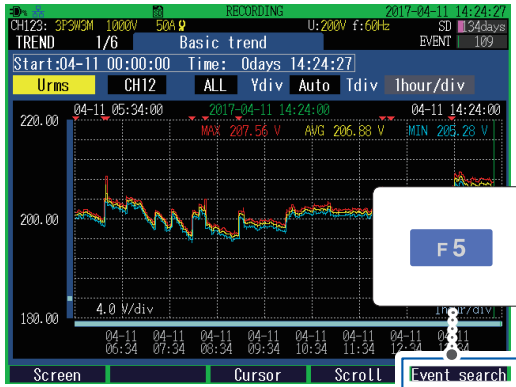 RECORDING 2017-04-11 14:24:27
CH123: 3P3W3M 1000V 50A U:200V f:60Hz SD 134days
TREND 1/6 Basic trend EVENT 109
Start:04-11 00:00:00 Time: 0days 14:24:27
Urms CH12 ALL Ydiv Auto Tdiv 1hour/div
04-11 05:34:00 2017-04-11 14:24:00 04-11 14:24:00
220.00
MAX 207.56 V AVG 206.88 V MIN 205.28 V
200.00
F5
4.0 V/div 1hour/div
180.00
04-11 04-11 04-11 04-11 04-11 04-11 04-11 04-11
06:34 07:34 08:34 09:34 10:34 11:34 12:34
Screen Cursor Scroll Event search